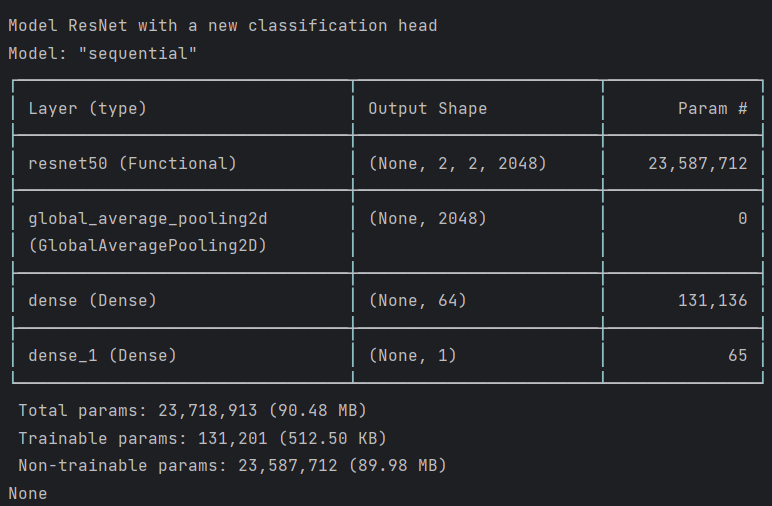 Model ResNet with a new classification head
Model: "sequential"
Layer (type) Output Shape Param #
resnet50 (Functional) (None, 2, 2, 2048) 23,587,712
global_average_pooling2d (None, 2048) 0
(GlobalAveragePooling2D)
dense (Dense) (None, 64) 131,136
dense_1 (Dense) (None, 1) 65
Total params: 23,718,913 (90.48 MB)
Trainable params: 131,201 (512.50 KB)
Non-trainable params: 23,587,712 (89.98 MB)
None